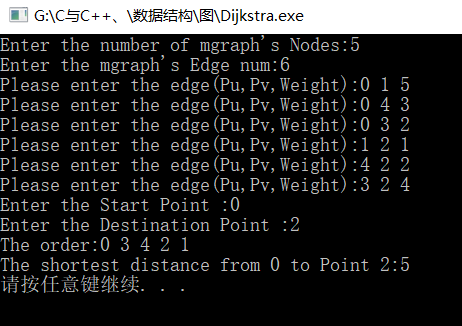 G:\C与C++、\数据结构\图\Dijkstra.exe
Enter the number of mgraph's Nodes:5
Enter the mgraph's Edge num:6
Please enter the edge(Pu,Pv,Weight):0 1 5
Please enter the edge(Pu,Pv,Weight):0 4 3
Please enter the edge(Pu,Pv,Weight):0 3 2
Please enter the edge(Pu,Pv,Weight):1 2 1
Please enter the edge(Pu,Pv,Weight):4 2 2
Please enter the edge(Pu,Pv,Weight):3 2 4
Enter the Start Point :0
Enter the Destination Point :2
The order:0 3 4 2 1
The shortest distance from 0 to Point 2:5
请按任意键继续. . .